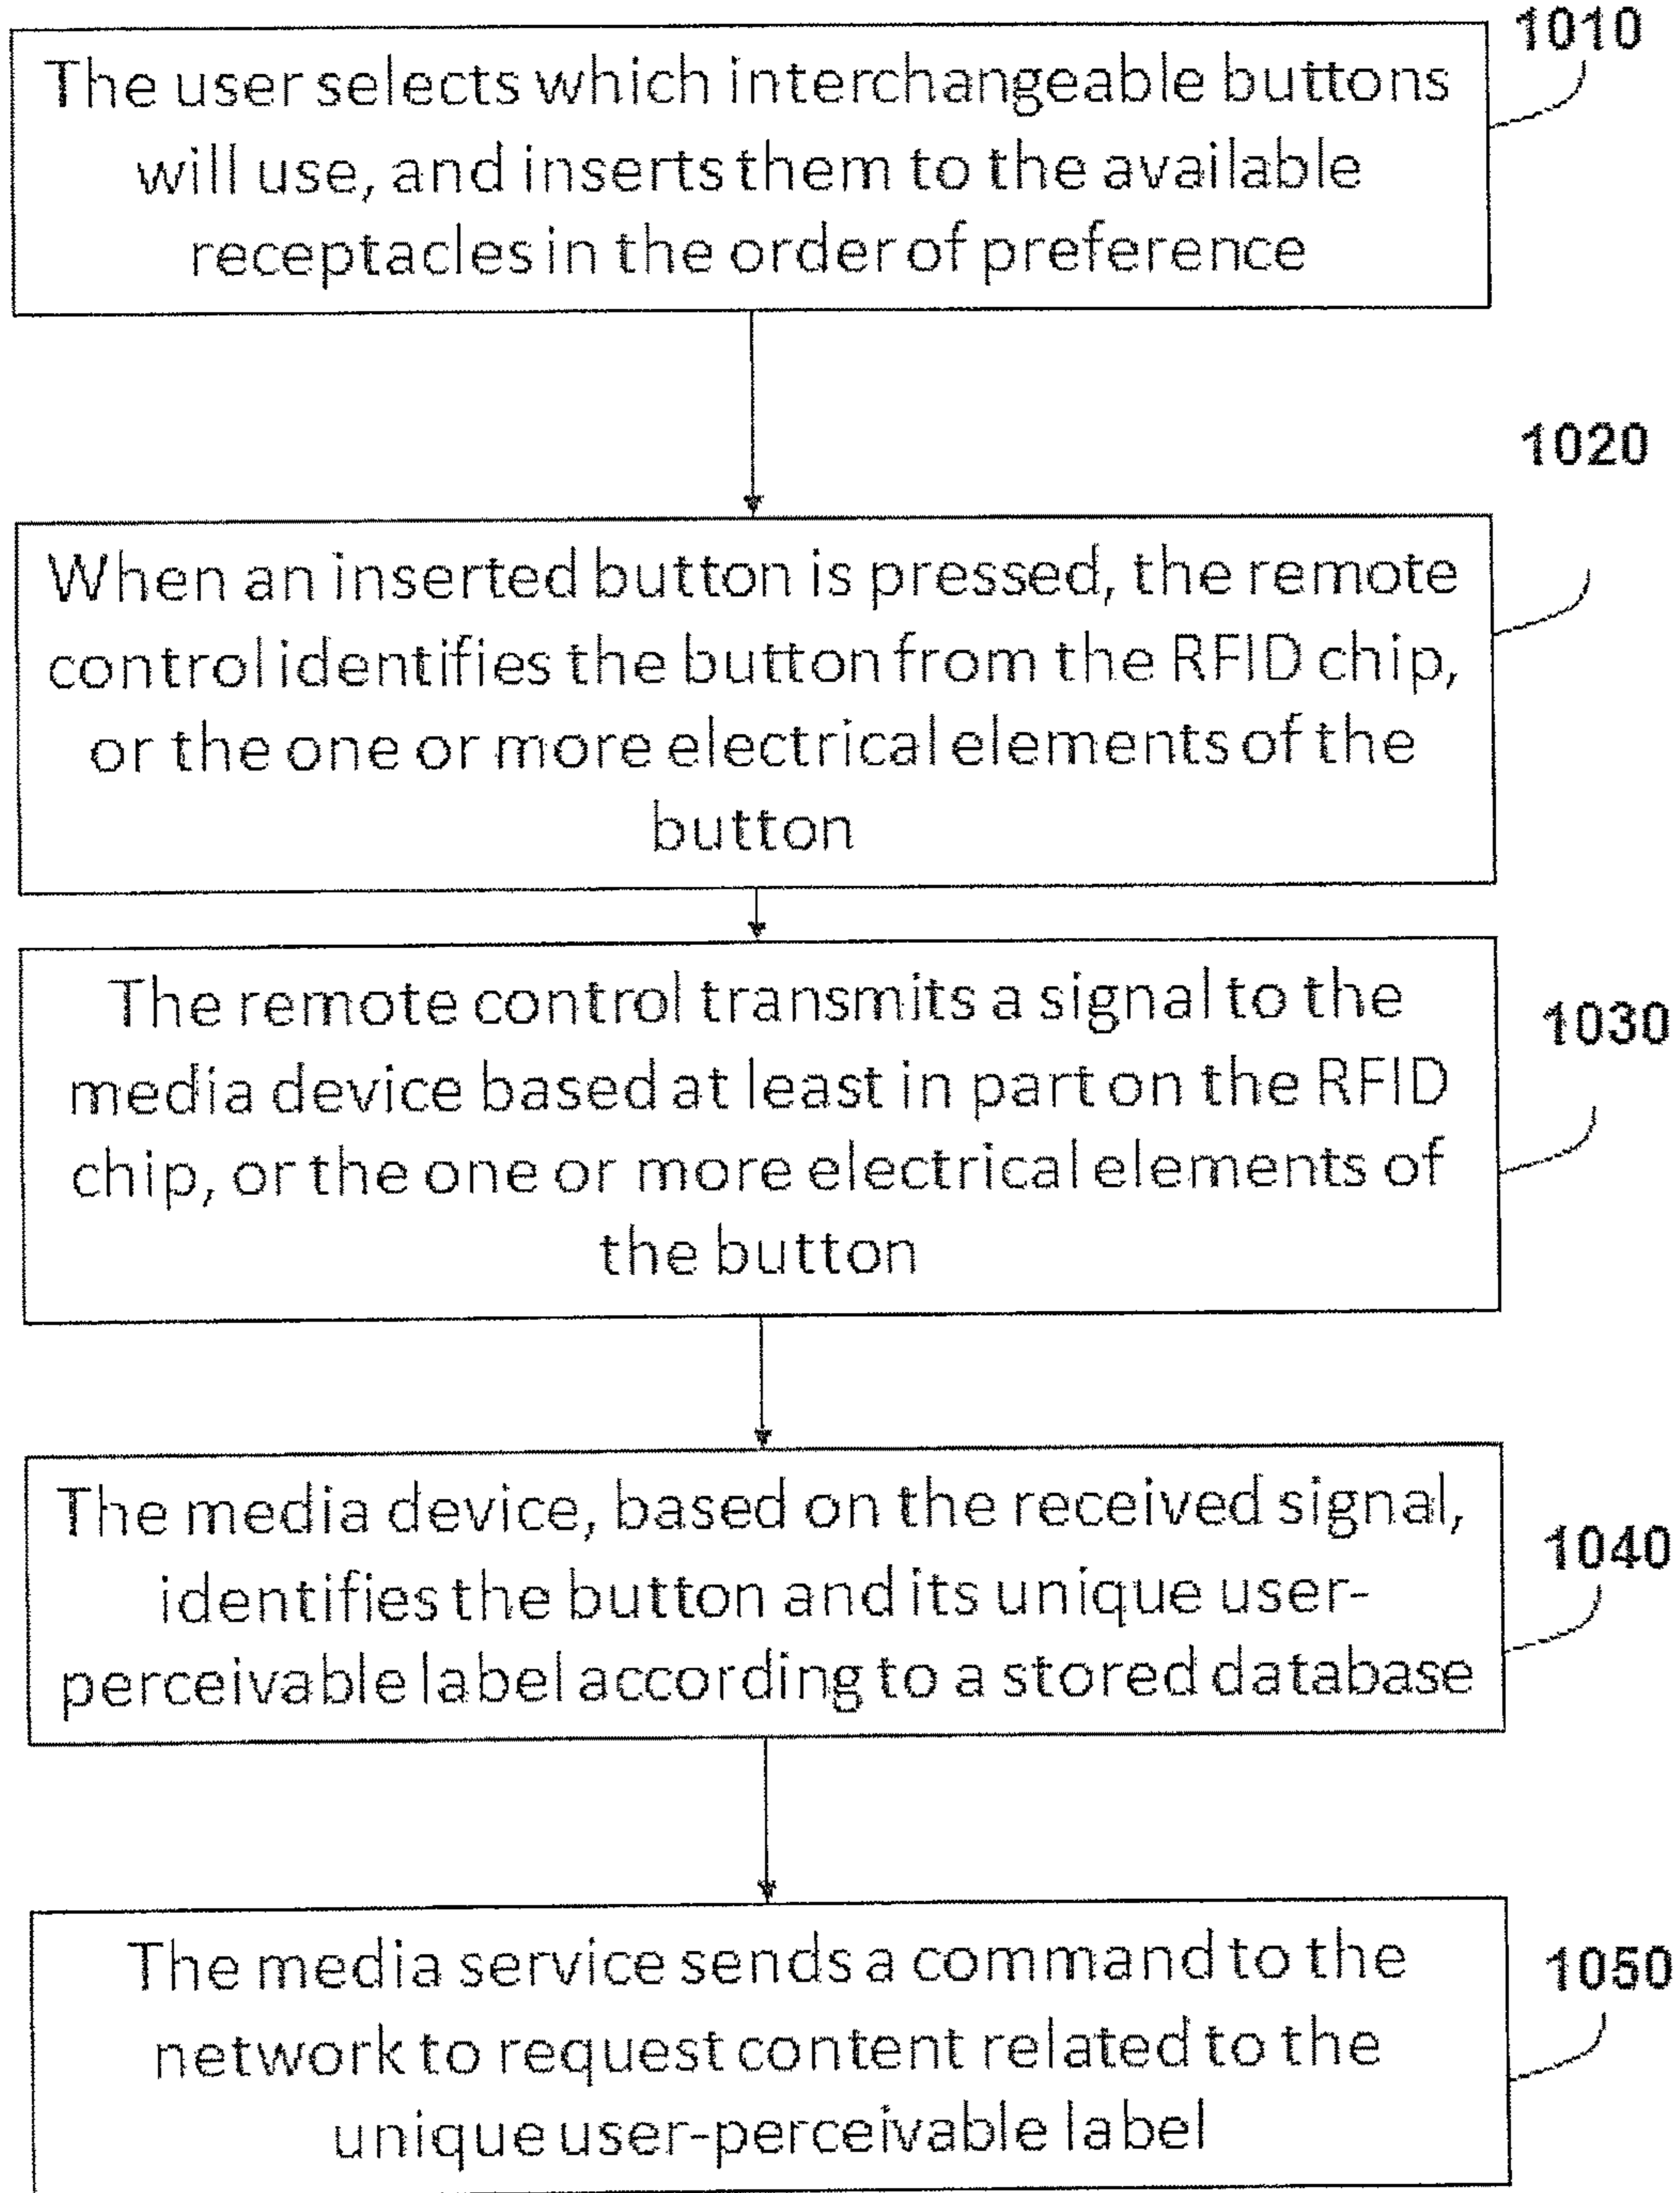 1010
The user selects which interchangeable buttons
will use, and inserts them to the available
receptacles in the order of preference
1020
When an inserted button is pressed, the remote
control identifies the button from the RFID chip,
or the one or more electrical elements of the
button
1030
The remote control transmits a signal to the
media device based at least in part on the RFID
chip, or the one or more electrical elements of
the button
1040
The media device, based on the received signal,
identifies the button and its unique user-
perceivable label according to a stored database
1050
The media service sends a command to the
network to request content related to the
unique user-perceivable label